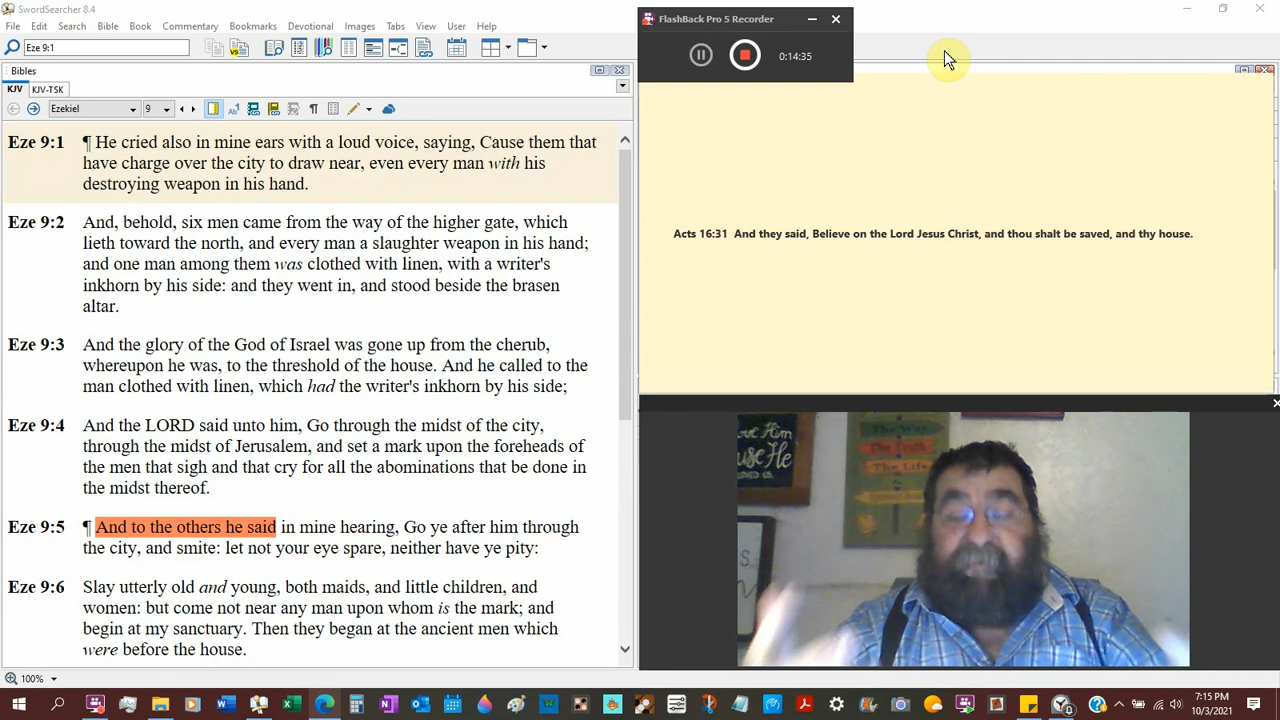 SwordSearcher 8.4
File Edit Search Bible Bookmarks Devotional Images Tabs View User Help
Eze 9:1
Bibles
KJV KJV-TSK
Ezekiel 9
Eze 9:1 ¶ He cried also in mine ears with a loud voice, saying, Cause them that
have charge over the city to draw near, even every man with his
destroying weapon in his hand.
Eze 9:2 And, behold, six men came from the way of the higher gate, which
lieth toward the north, and every man a slaughter weapon in his hand;
and one man among them was clothed with linen, with a writer's
inkhorn by his side: and they went in, and stood beside the brasen
altar.
Eze 9:3 And the glory of the God of Israel was gone up from the cherub,
whereupon he was, to the threshold of the house. And he called to the
man clothed with linen, which had the writer's inkhorn by his side;
Eze 9:4 And the LORD said unto him, Go through the midst of the city,
through the midst of Jerusalem, and set a mark upon the foreheads of
the men that sigh and that cry for all the abominations that be done in
the midst thereof.
Eze 9:5 ¶ And to the others he said in mine hearing, Go ye after him through
the city, and smite: let not your eye spare, neither have ye pity:
Eze 9:6 Slay utterly old and young, both maids, and little children, and
women: but come not near any man upon whom is the mark; and
begin at my sanctuary. Then they began at the ancient men which
were before the house.
100%
FlashBack Pro 5 Recorder
0:14:35
Acts 16:31 And they said, Believe on the Lord Jesus Christ, and thou shalt be saved, and thy house.
Him
use He
The Way
The Truth
The Life
7:15 PM
10/3/2021